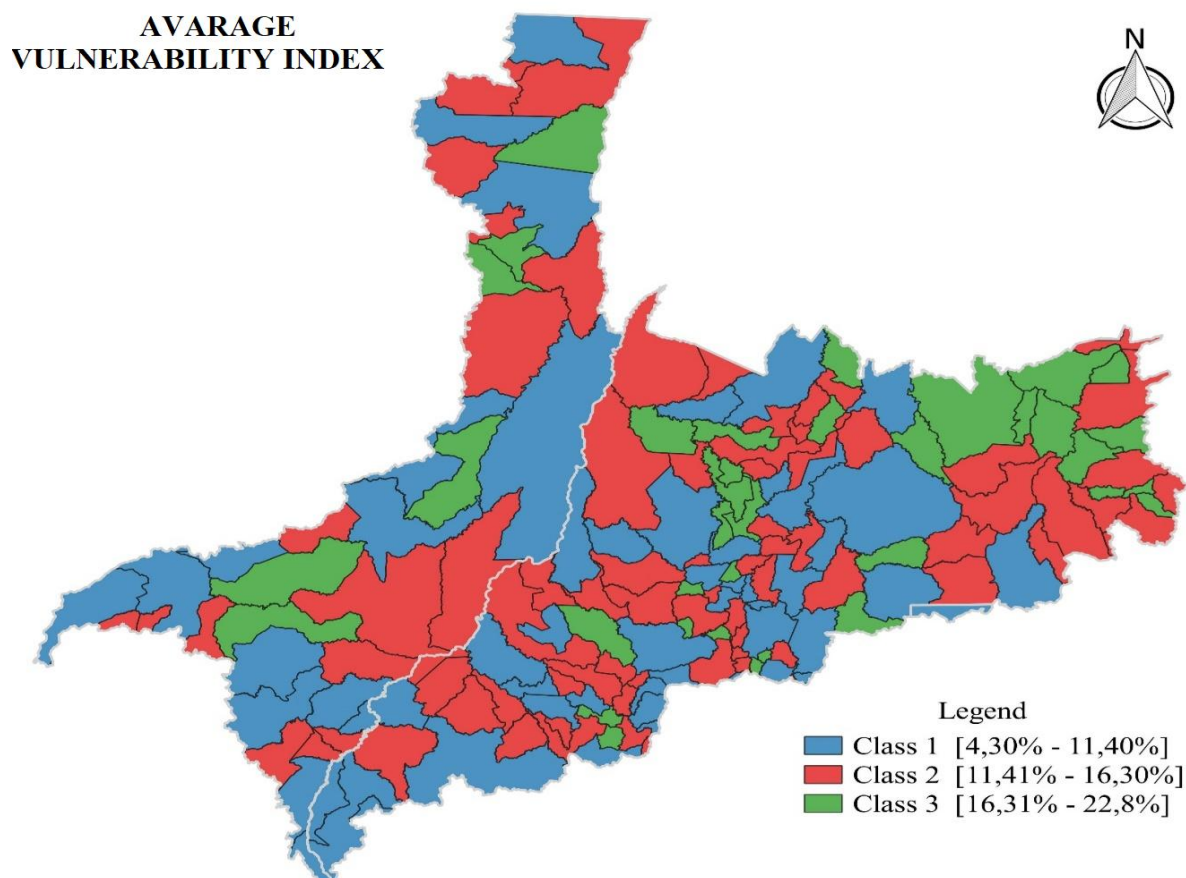 AVARAGE
VULNERABILITY INDEX
N
Legend
Class 1 [4,30% - 11,40%]
Class 2 [11,41% - 16,30%]
Class 3 [16,31% - 22,8%]